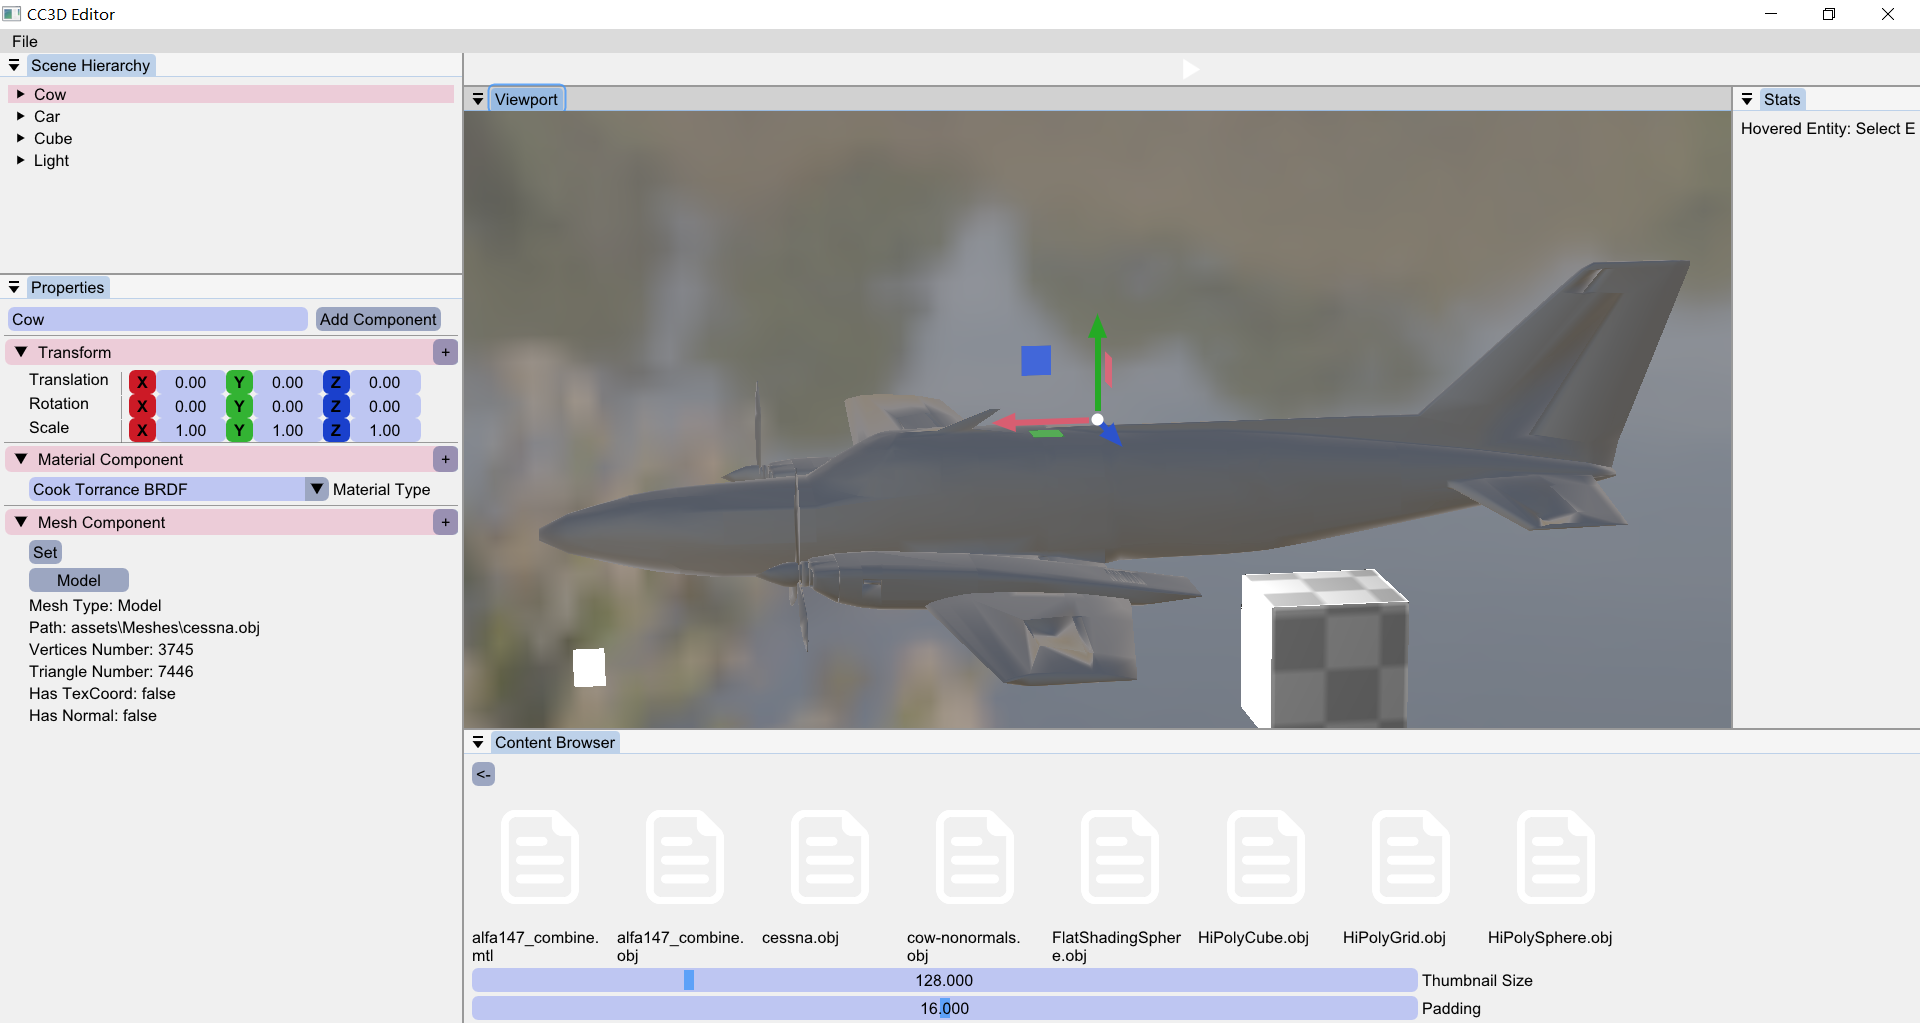 CC3D Editor
File
Scene Hierarchy
Cow
Car
Cube
Light
Properties
Cow
Add Component
Transform
+
Translation X 0.00 Y 0.00 Z 0.00
Rotation X 0.00 Y 0.00 Z 0.00
Scale X 1.00 Y 1.00 Z 1.00
Material Component
+
Cook Torrance BRDF
Material Type
Mesh Component
+
Set
Model
Mesh Type: Model
Path: assets\Meshes\cessna.obj
Vertices Number: 3745
Triangle Number: 7446
Has TexCoord: false
Has Normal: false
Viewport
Stats
Hovered Entity: Select E
Content Browser
<-
alfa147_combine.
mtl
alfa147_combine.
obj
cessna.obj
cow-nonormals.
obj
FlatShadingSpher
e.obj
HiPolyCube.obj
HiPolyGrid.obj
HiPolySphere.obj
128.000
Thumbnail Size
16.000
Padding